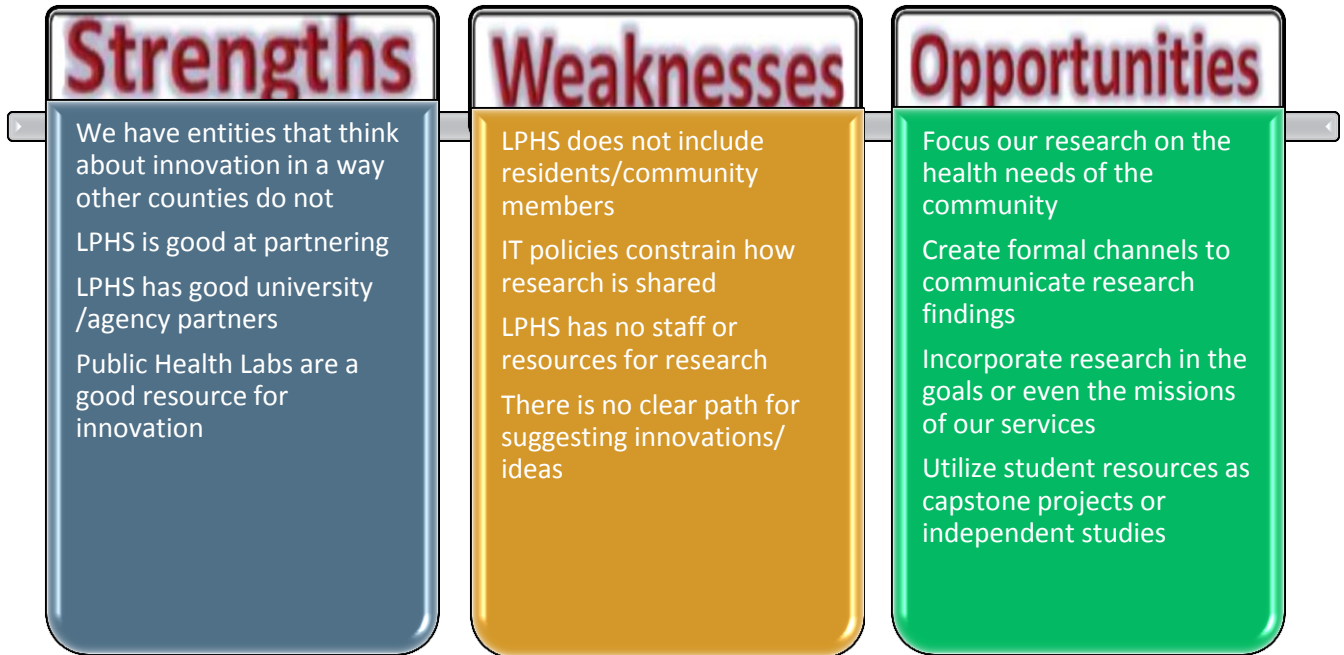 Strengths
We have entities that think
about innovation in a way
other counties do not
LPHS is good at partnering
LPHS has good university
/agency partners
Public Health Labs are a
good resource for
innovation
Weaknesses
LPHS does not include
residents/community
members
IT policies constrain how
research is shared
LPHS has no staff or
resources for research
There is no clear path for
suggesting innovations/
ideas
Opportunities
Focus our research on the
health needs of the
community
Create formal channels to
communicate research
findings
Incorporate research in the
goals or even the missions
of our services
Utilize student resources as
capstone projects or
independent studies